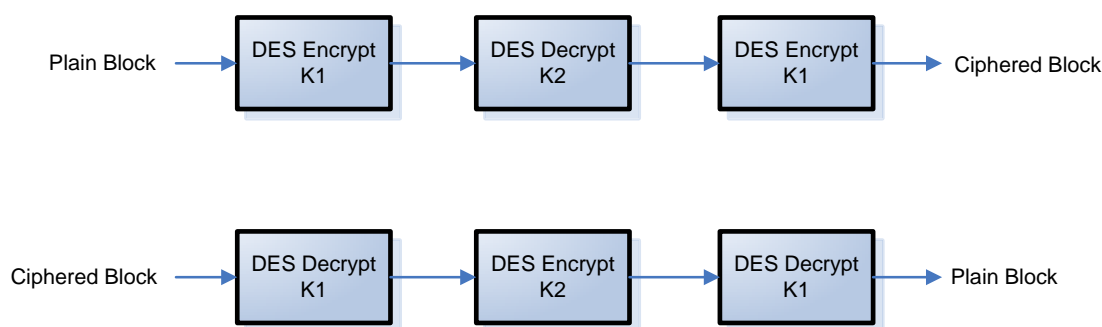 Plain Block
DES Encrypt
K1
DES Decrypt
K2
DES Encrypt
K1
Ciphered Block
Ciphered Block
DES Decrypt
K1
DES Encrypt
K2
DES Decrypt
K1
Plain Block